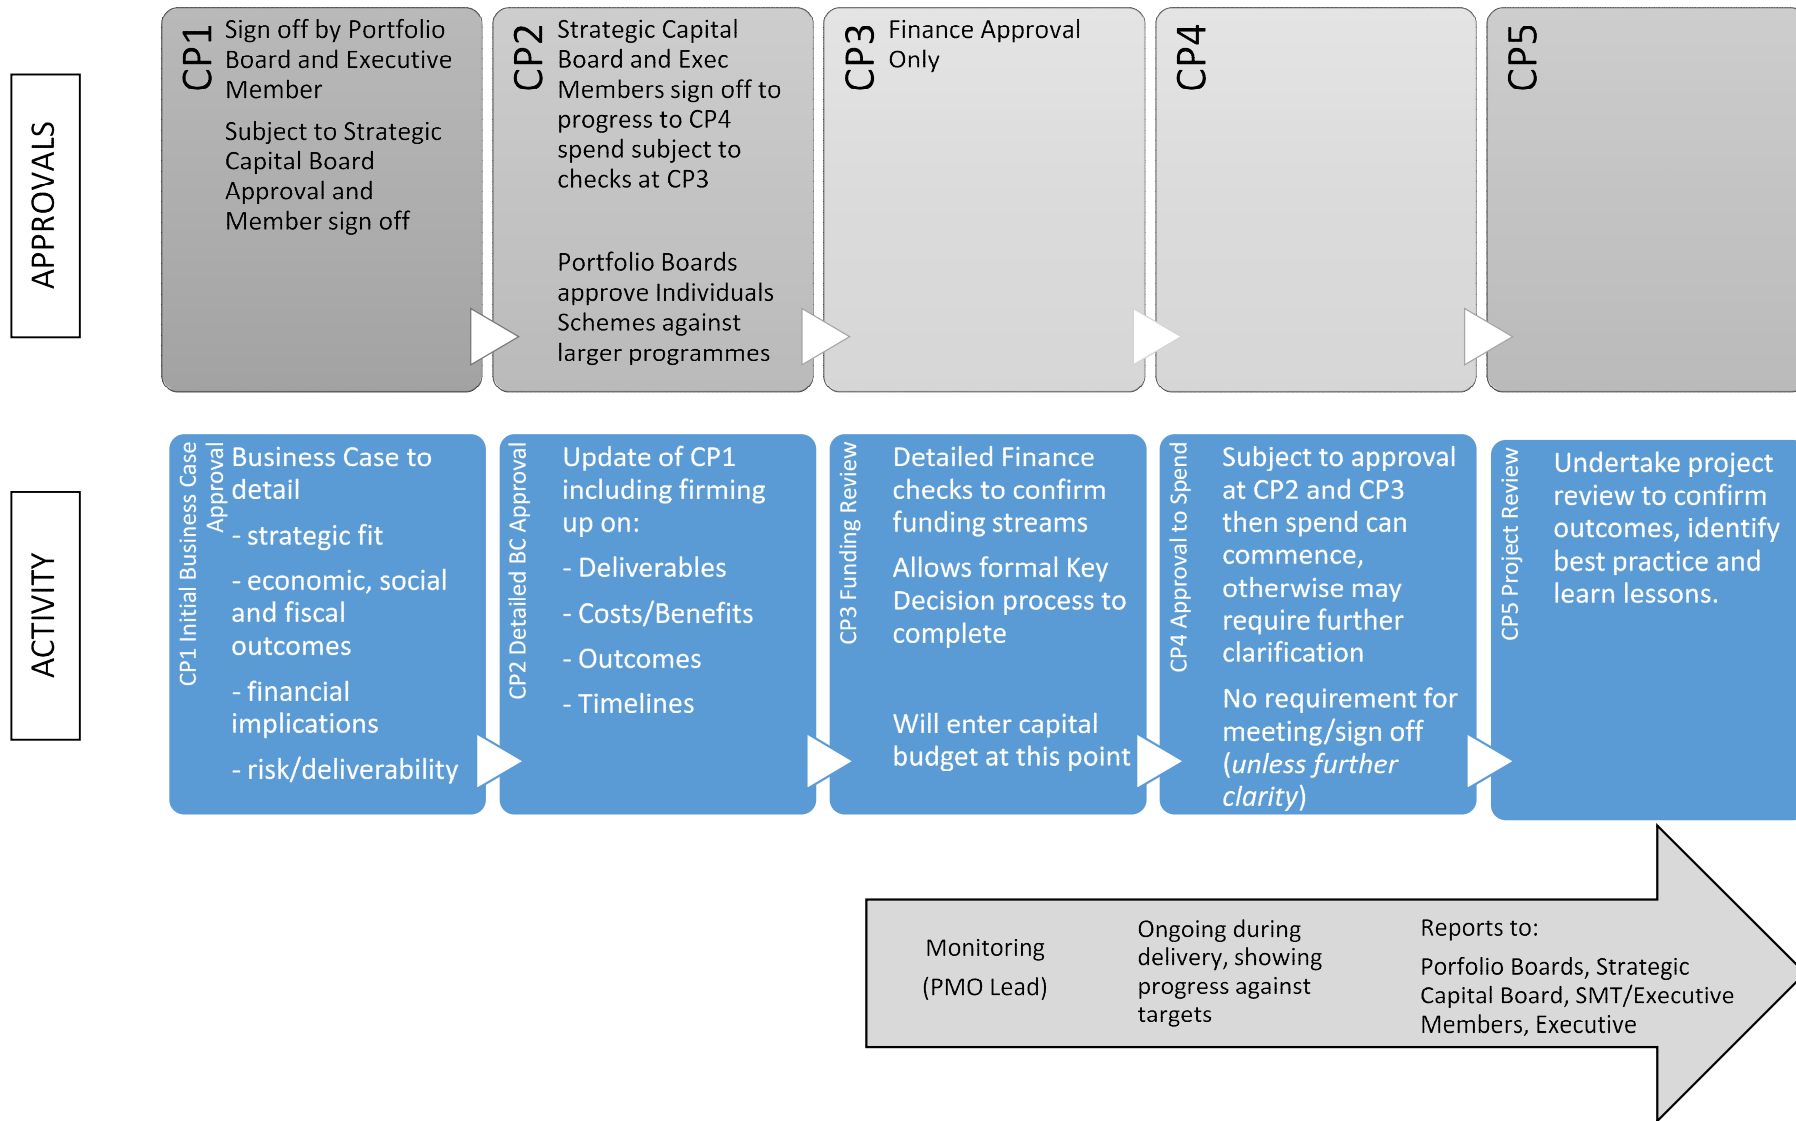 APPROVALS
CP1
Sign off by Portfolio
Board and Executive
Member
Subject to Strategic
Capital Board
Approval and
Member sign off
CP2
Strategic Capital
Board and Exec
Members sign off to
progress to CP4
spend subject to
checks at CP3
Portfolio Boards
approve Individuals
Schemes against
larger programmes
CP3
Finance Approval
Only
CP4
CP5
ACTIVITY
CP1 Initial Business Case
Approval
Business Case to
detail
- strategic fit
- economic, social
and fiscal
outcomes
- financial
implications
- risk/deliverability
CP2 Detailed BC Approval
Update of CP1
including firming
up on:
- Deliverables
- Costs/Benefits
- Outcomes
- Timelines
CP3 Funding Review
Detailed Finance
checks to confirm
funding streams
Allows formal Key
Decision process to
complete
Will enter capital
budget at this point
CP4 Approval to Spend
Subject to approval
at CP2 and CP3
then spend can
commence,
otherwise may
require further
clarification
No requirement for
meeting/sign off
(unless further
clarity)
CP5 Project Review
Undertake project
review to confirm
outcomes, identify
best practice and
learn lessons.
Monitoring
(PMO Lead)
Ongoing during
delivery, showing
progress against
targets
Reports to:
Porfolio Boards, Strategic
Capital Board, SMT/Executive
Members, Executive